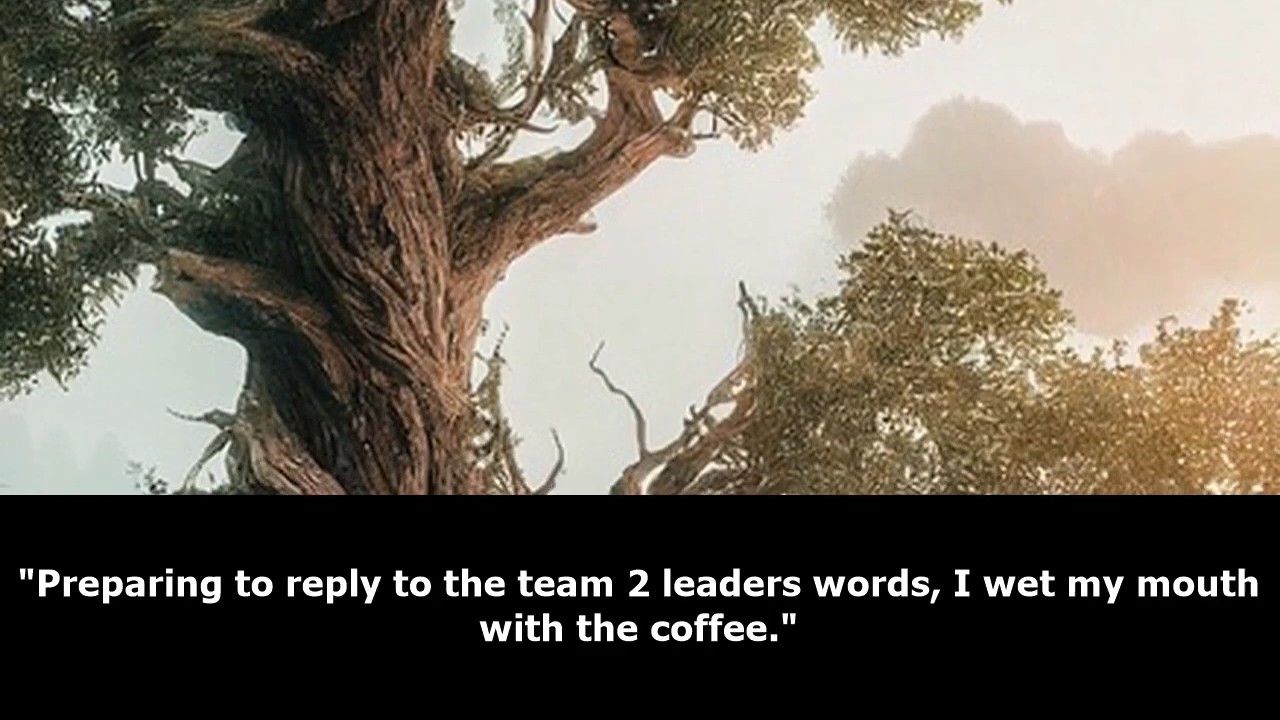 "Preparing to reply to the team 2 leaders words, I wet my mouth
with the coffee."